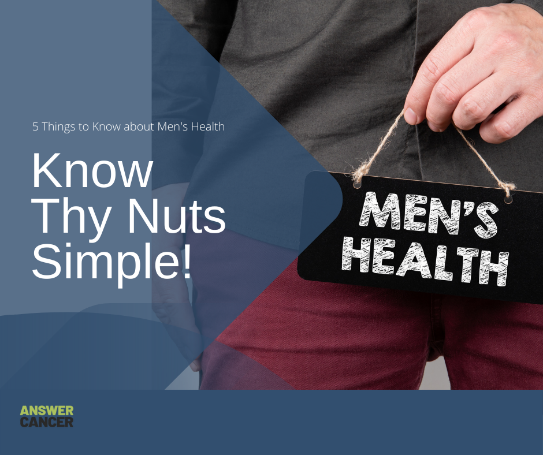 5 Things to Know about Men's Health
Know
Thy Nuts
Simple!
MEN'S
HEALTH
ANSWER
CANCER